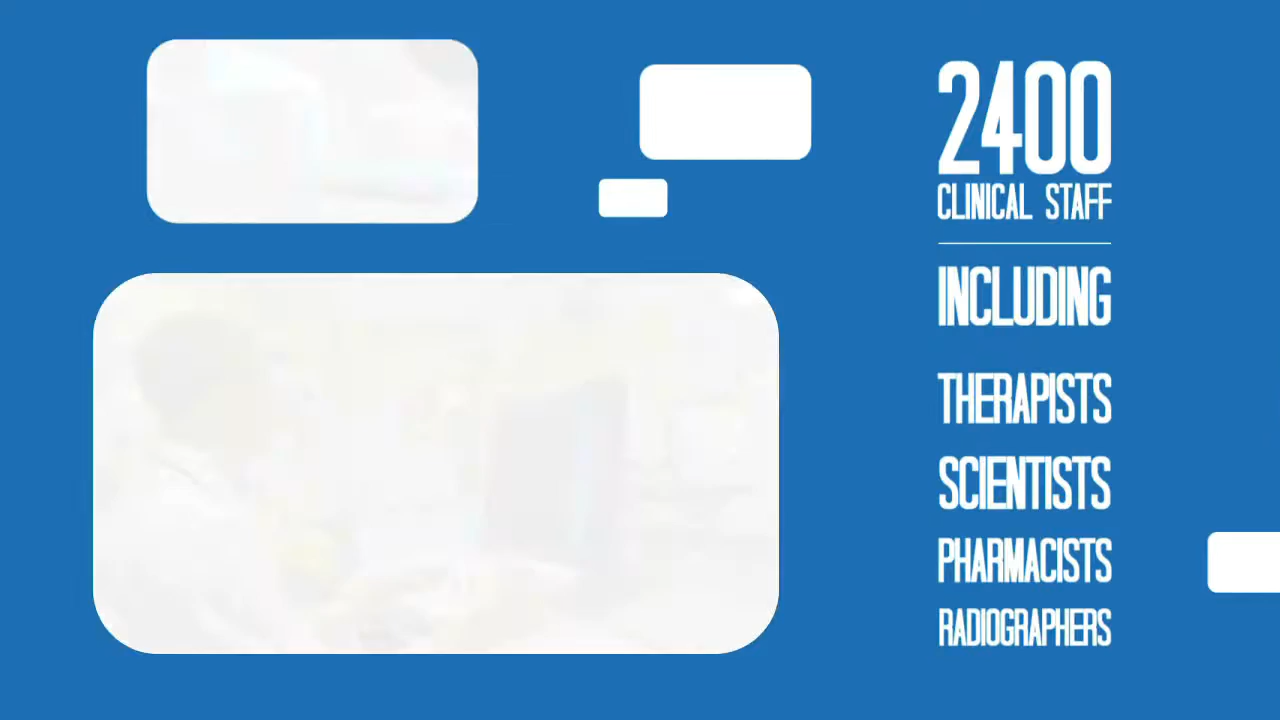 2400
CLINICAL STAFF
INCLUDING
THERAPISTS
SCIENTISTS
PHARMACISTS
RADIOGRAPHERS